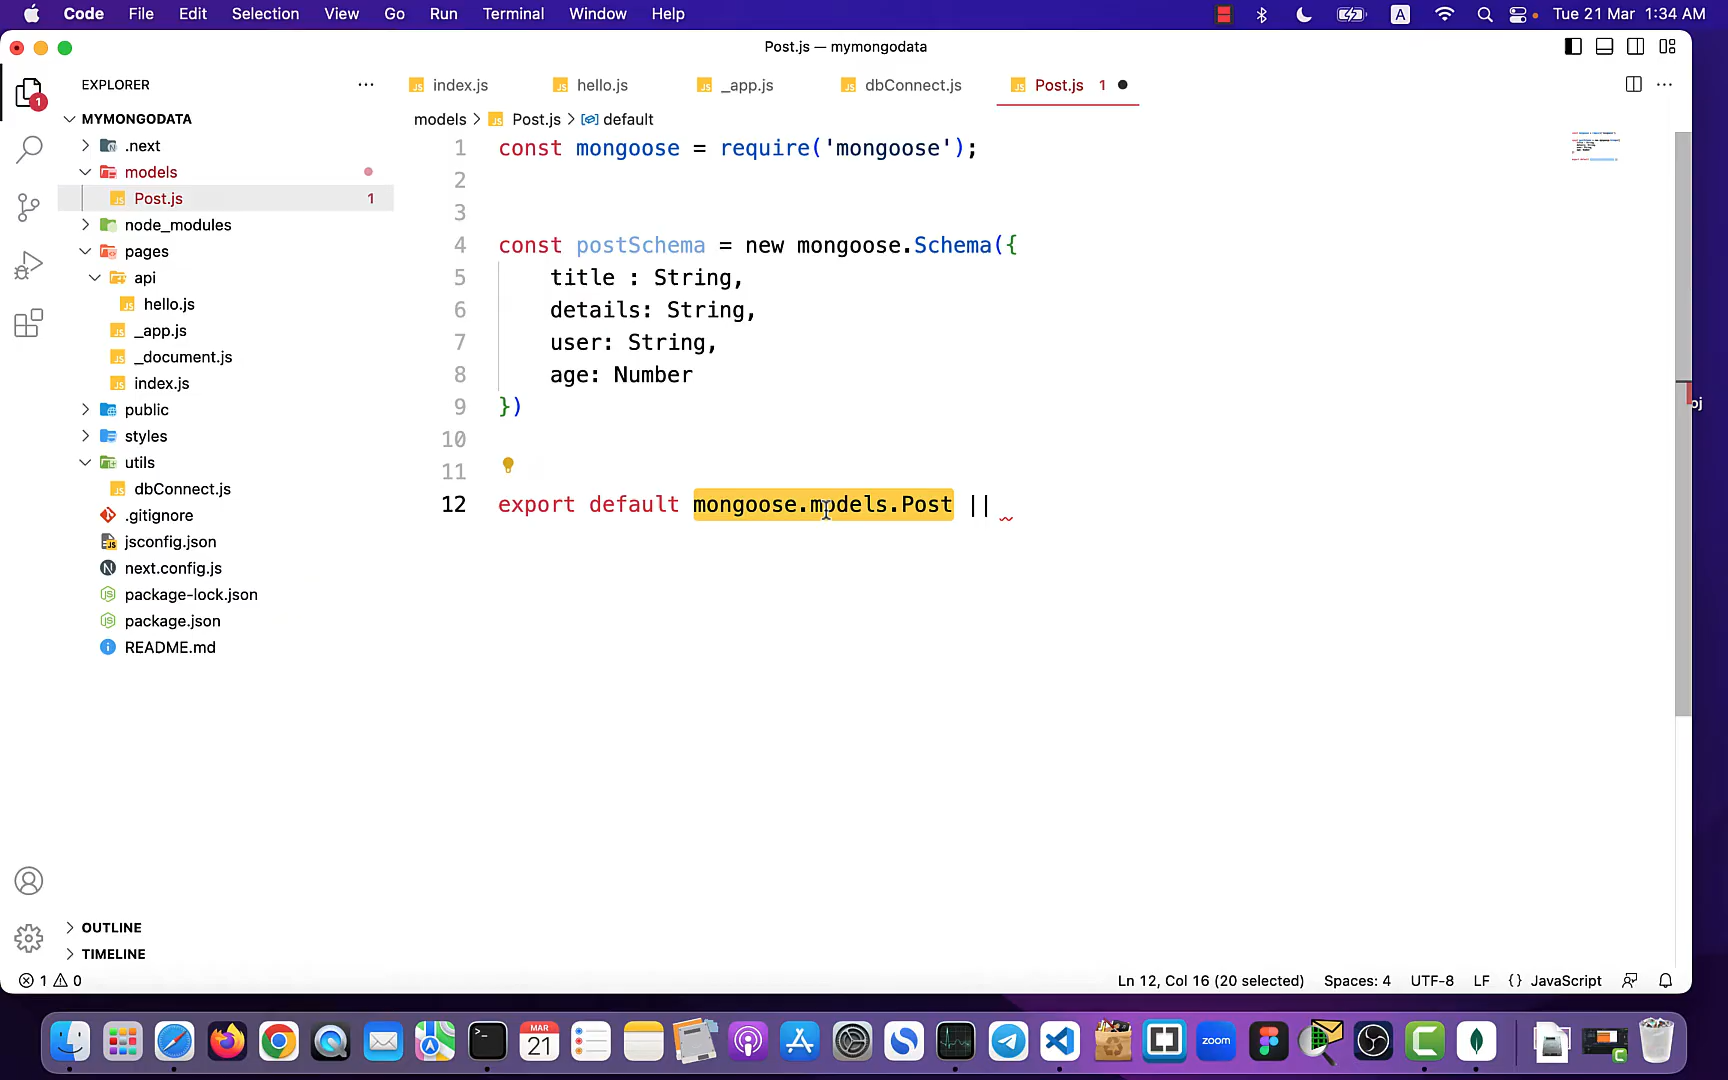 Code File Edit Selection View Go Run Terminal Window Help A Tue 21 Mar 1:34 AM
Post.js — mymongodata
EXPLORER
index.js hello.js _app.js dbConnect.js Post.js 1
MYMONGODATA
models > Post.js > default
.next
models
Post.js 1
node_modules
pages
api
hello.js
_app.js
_document.js
index.js
public
styles
utils
dbConnect.js
.gitignore
jsconfig.json
next.config.js
package-lock.json
package.json
README.md
1 const mongoose = require('mongoose');
2
3
4 const postSchema = new mongoose.Schema({
5 title : String,
6 details: String,
7 user: String,
8 age: Number
9 })
10
11
12 export default mongoose.models.Post ||
OUTLINE
TIMELINE
1 0 Ln 12, Col 16 (20 selected) Spaces: 4 UTF-8 LF {} JavaScript
MAR
21
zoom